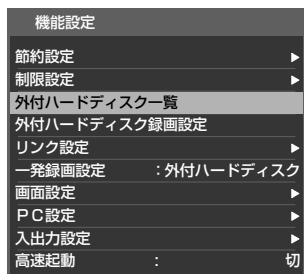 機能設定
節約設定 ▶
制限設定 ▶
外付ハードディスク一覧
外付ハードディスク録画設定
リンク設定 ▶
一発録画設定 :外付ハードディスク
画面設定 ▶
PC設定 ▶
入出力設定 ▶
高速起動 : 切